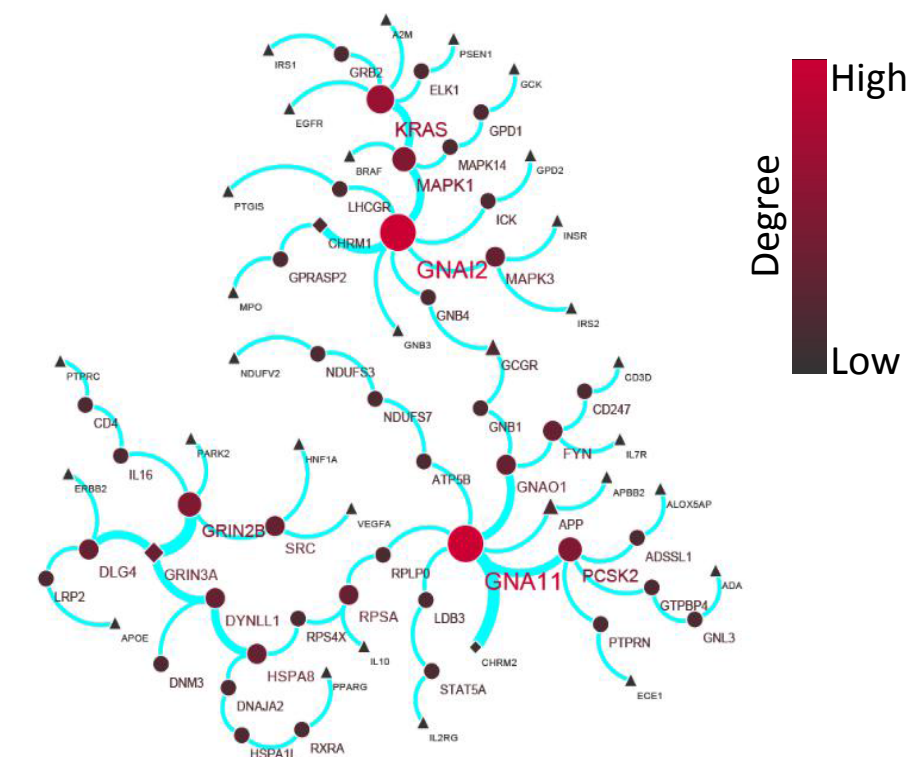 A2M
PSEN1
IRS1
GRB2
ELK1
GCK
EGFR
GPD1
KRAS
BRAF
MAPK14
GPD2
MAPK1
PTGIS
LHCGR
ICK
INSR
CHRM1
GNAI2
MAPK3
GPRASP2
MPO
GNB4
IRS2
GNB3
NDUFV2
NDUFS3
GCGR
PTPRC
CD3D
CD4
NDUFS7
GNB1
CD247
PARK2
HNF1A
FYN
IL7R
IL16
ATP5B
GNAO1
ERBB2
APBB2
ALOX5AP
GRIN2B
SRC
VEGFA
APP
ADSSL1
DLG4
GRIN3A
RPLP0
GNA11
PCSK2
ADA
LRP2
GTPBP4
DYNLL1
RPSA
LDB3
APOE
RPS4X
PTPRN
GNL3
IL10
CHRM2
DNM3
HSPA8
PPARG
STAT5A
ECE1
DNAJA2
IL2RG
HSPA1L
RXRA
High
Degree
Low